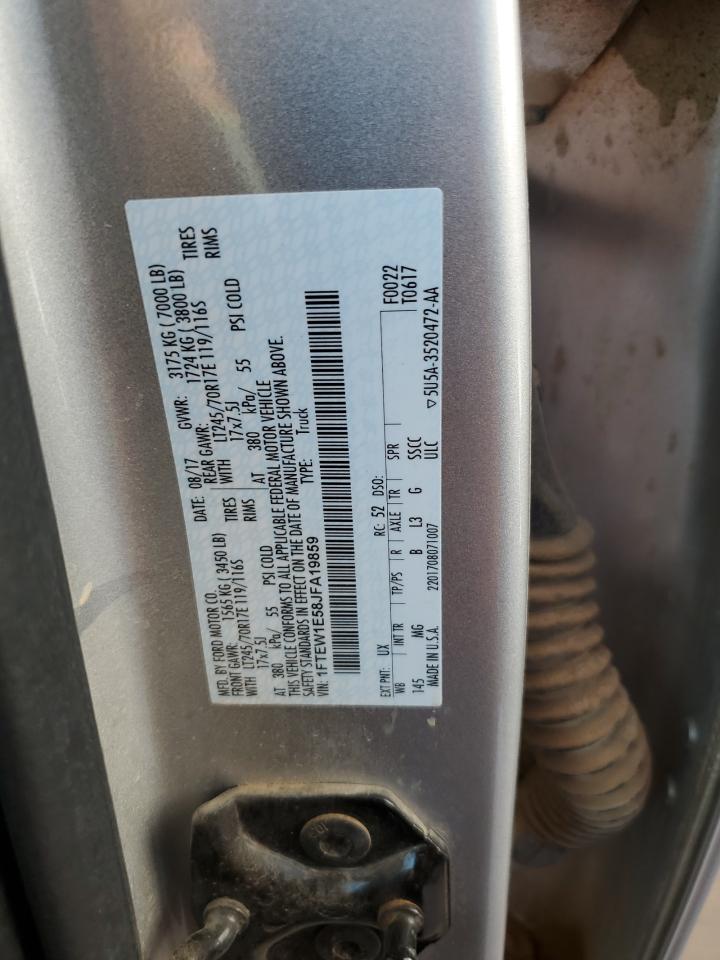 MFD. BY FORD MOTOR CO. DATE: 08/17 GVWR: 3175 KG ( 7000 LB)
FRONT GAWR: 1565 KG ( 3450 LB) REAR GAWR: 1724 KG ( 3800 LB)
LT245/70R17E 119/116S TIRES LT245/70R17E 119/116S TIRES
WITH 17x7.5J RIMS WITH 17x7.5J RIMS
AT 380 kPa/ 55 PSI COLD AT 380 kPa/ 55 PSI COLD
THIS VEHICLE CONFORMS TO ALL APPLICABLE FEDERAL MOTOR VEHICLE
SAFETY STANDARDS IN EFFECT ON THE DATE OF MANUFACTURE SHOWN ABOVE.
1FTEW1E58JFA19859 TYPE: Truck
EXT PNT: UX RC: 52 DSO: F0022
WB INT TR TP/PS R AXLE TR SPR T0617
145 MG B L3 G SSCC
MADE IN U.S.A. 2201708071007 ULC ▽5U5A-3520472-AA